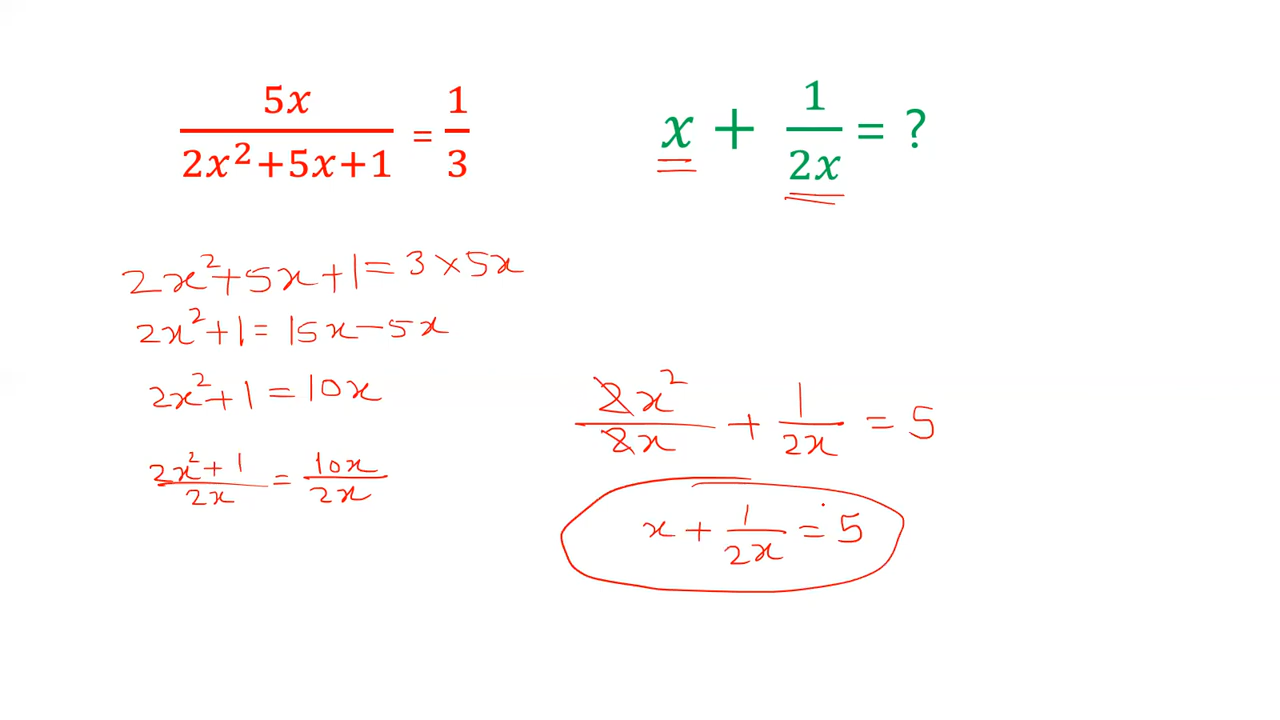 5x / 2x²+5x+1 = 1/3
x + 1/2x = ?
2x²+5x+1 = 3×5x
2x²+1 = 15x-5x
2x²+1 = 10x
2x²+1 / 2x = 10x / 2x
2x² / 2x + 1/2x = 5
x + 1/2x = 5